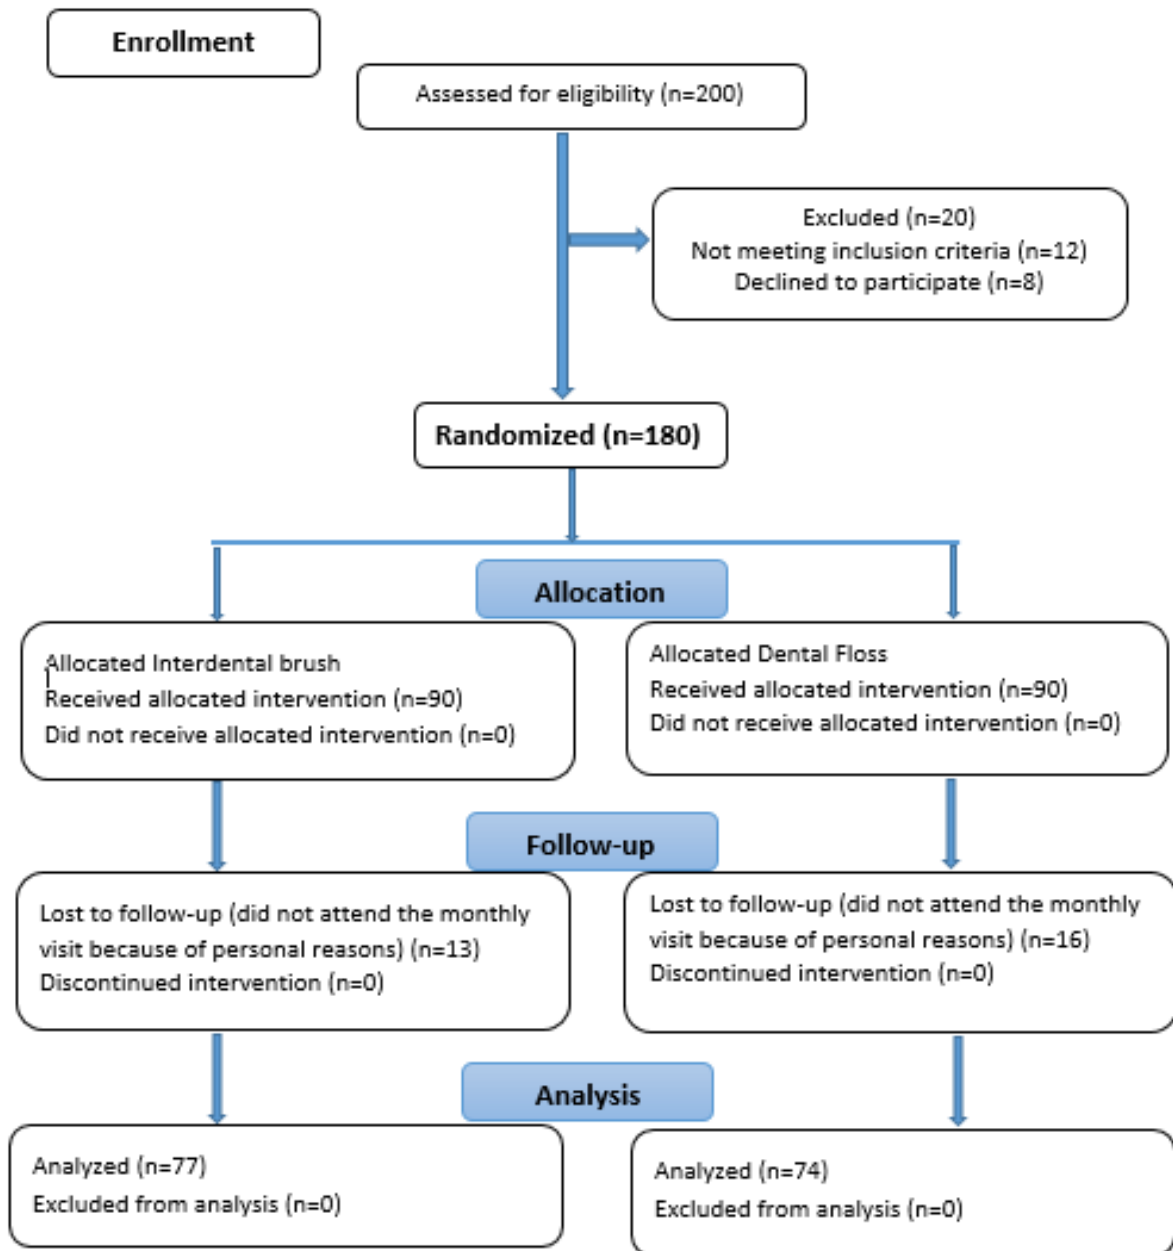 Enrollment
Assessed for eligibility (n=200)
Excluded (n=20)
Not meeting inclusion criteria (n=12)
Declined to participate (n=8)
Randomized (n=180)
Allocation
Allocated Interdental brush
Received allocated intervention (n=90)
Did not receive allocated intervention (n=0)
Allocated Dental Floss
Received allocated intervention (n=90)
Did not receive allocated intervention (n=0)
Follow-up
Lost to follow-up (did not attend the monthly
visit because of personal reasons) (n=13)
Discontinued intervention (n=0)
Lost to follow-up (did not attend the monthly
visit because of personal reasons) (n=16)
Discontinued intervention (n=0)
Analysis
Analyzed (n=77)
Excluded from analysis (n=0)
Analyzed (n=74)
Excluded from analysis (n=0)